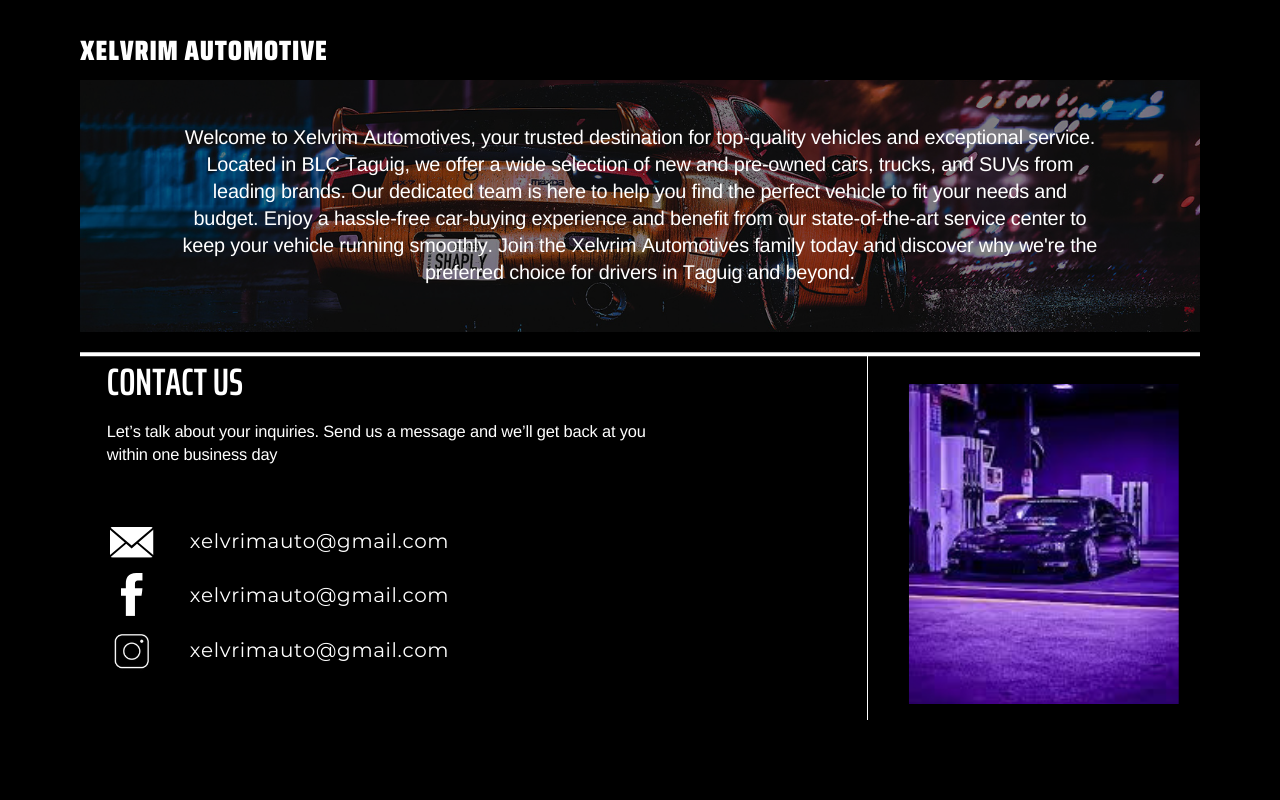 XELVRIM AUTOMOTIVE
Welcome to Xelvrim Automotives, your trusted destination for top-quality vehicles and exceptional service.
Located in BLC Taguig, we offer a wide selection of new and pre-owned cars, trucks, and SUVs from
leading brands. Our dedicated team is here to help you find the perfect vehicle to fit your needs and
budget. Enjoy a hassle-free car-buying experience and benefit from our state-of-the-art service center to
keep your vehicle running smoothly. Join the Xelvrim Automotives family today and discover why we're the
preferred choice for drivers in Taguig and beyond.
mazda
SHAPLY
CONTACT US
Let’s talk about your inquiries. Send us a message and we’ll get back at you
within one business day
xelvrimauto@gmail.com
xelvrimauto@gmail.com
xelvrimauto@gmail.com